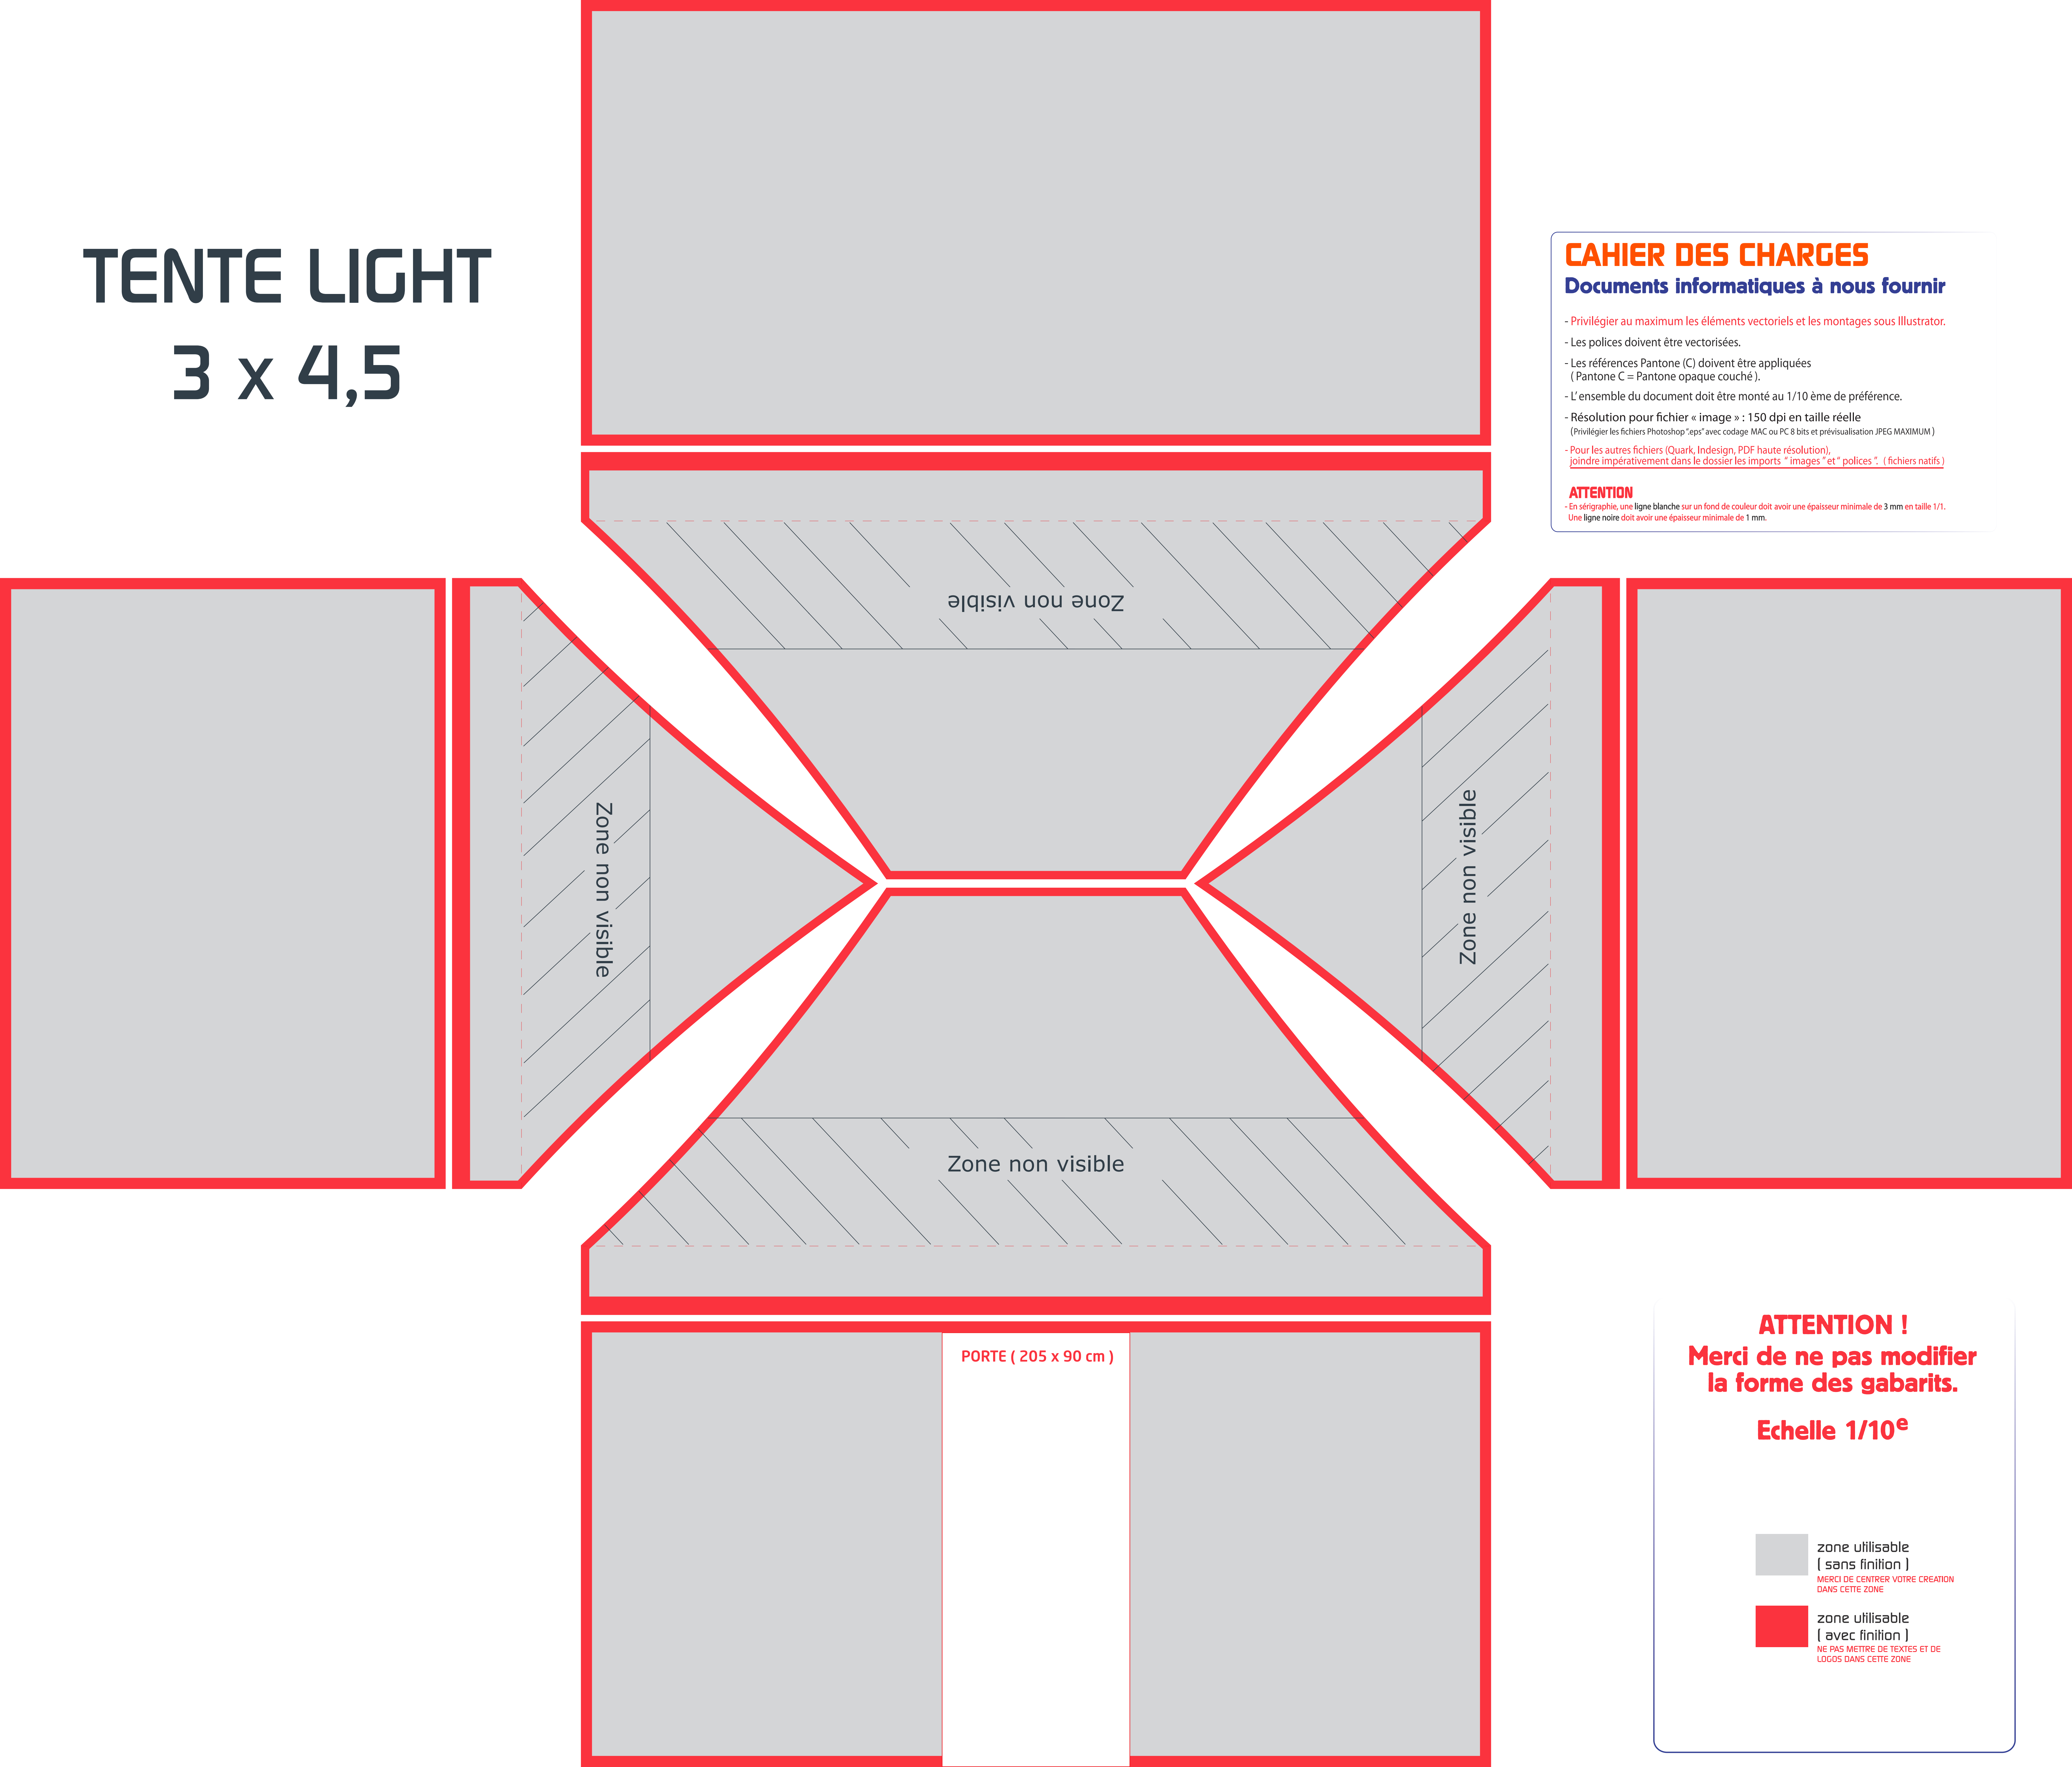 TENTE LIGHT
3 x 4,5
CAHIER DES CHARGES
Documents informatiques à nous fournir
- Privilégier au maximum les éléments vectoriels et les montages sous Illustrator.
- Les polices doivent être vectorisées.
- Les références Pantone (C) doivent être appliquées
( Pantone C = Pantone opaque couché ).
- L' ensemble du document doit être monté au 1/10 ème de préférence.
- Résolution pour fichier « image » : 150 dpi en taille réelle
(Privilégier les fichiers Photoshop ".eps" avec codage MAC ou PC 8 bits et prévisualisation JPEG MAXIMUM )
- Pour les autres fichiers (Quark, Indesign, PDF haute résolution),
joindre impérativement dans le dossier les imports " images " et " polices ". ( fichiers natifs )
ATTENTION
- En sérigraphie, une ligne blanche sur un fond de couleur doit avoir une épaisseur minimale de 3 mm en taille 1/1.
Une ligne noire doit avoir une épaisseur minimale de 1 mm.
Zone non visible
Zone non visible
Zone non visible
Zone non visible
PORTE ( 205 x 90 cm )
ATTENTION !
Merci de ne pas modifier
la forme des gabarits.
Echelle 1/10e
zone utilisable
( sans finition )
MERCI DE CENTRER VOTRE CREATION
DANS CETTE ZONE
zone utilisable
( avec finition )
NE PAS METTRE DE TEXTES ET DE
LOGOS DANS CETTE ZONE